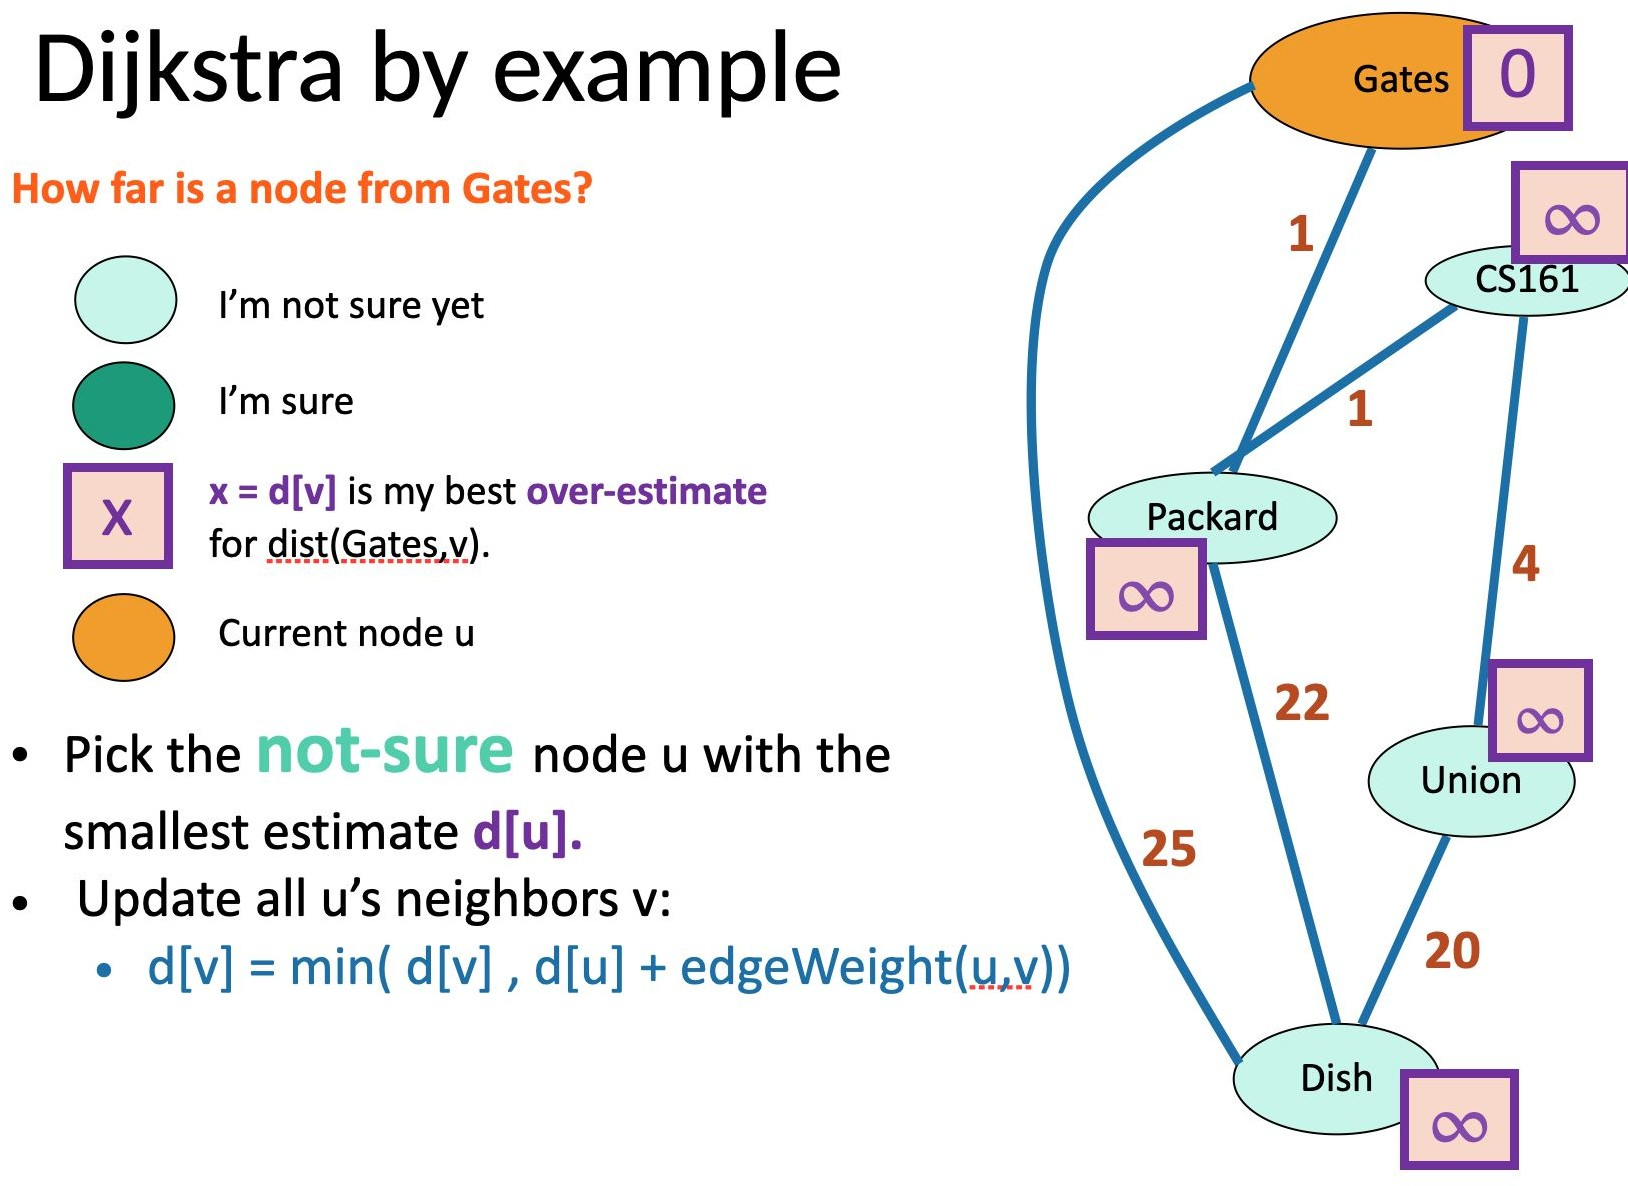 Dijkstra by example
How far is a node from Gates?
I'm not sure yet
I'm sure
X
x = d[v] is my best over-estimate
for dist(Gates,v).
Current node u
• Pick the not-sure node u with the
smallest estimate d[u].
• Update all u's neighbors v:
• d[v] = min( d[v] , d[u] + edgeWeight(u,v))
Gates
0
∞
CS161
1
1
Packard
∞
4
22
∞
Union
25
20
Dish
∞